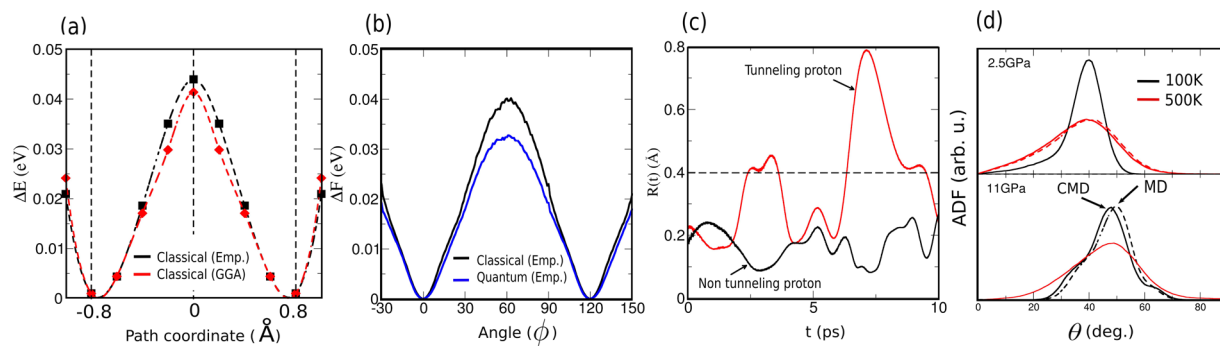 (a)
0.05
0.04
0.03
0.02
0.01
0
ΔE (eV)
Classical (Emp.)
Classical (GGA)
-0.8
0
0.8
Path coordinate (Å)
(b)
0.05
0.04
0.03
0.02
0.01
0
ΔF (eV)
Classical (Emp.)
Quantum (Emp.)
-30
0
30
60
90
120
150
Angle (ϕ)
(c)
0.8
0.6
0.4
0.2
0
R(t) (Å)
Tunneling proton
Non tunneling proton
0
5
10
t (ps)
(d)
2.5GPa
100K
500K
ADF (arb. u.)
11GPa
CMD
MD
0
20
40
60
80
θ (deg.)